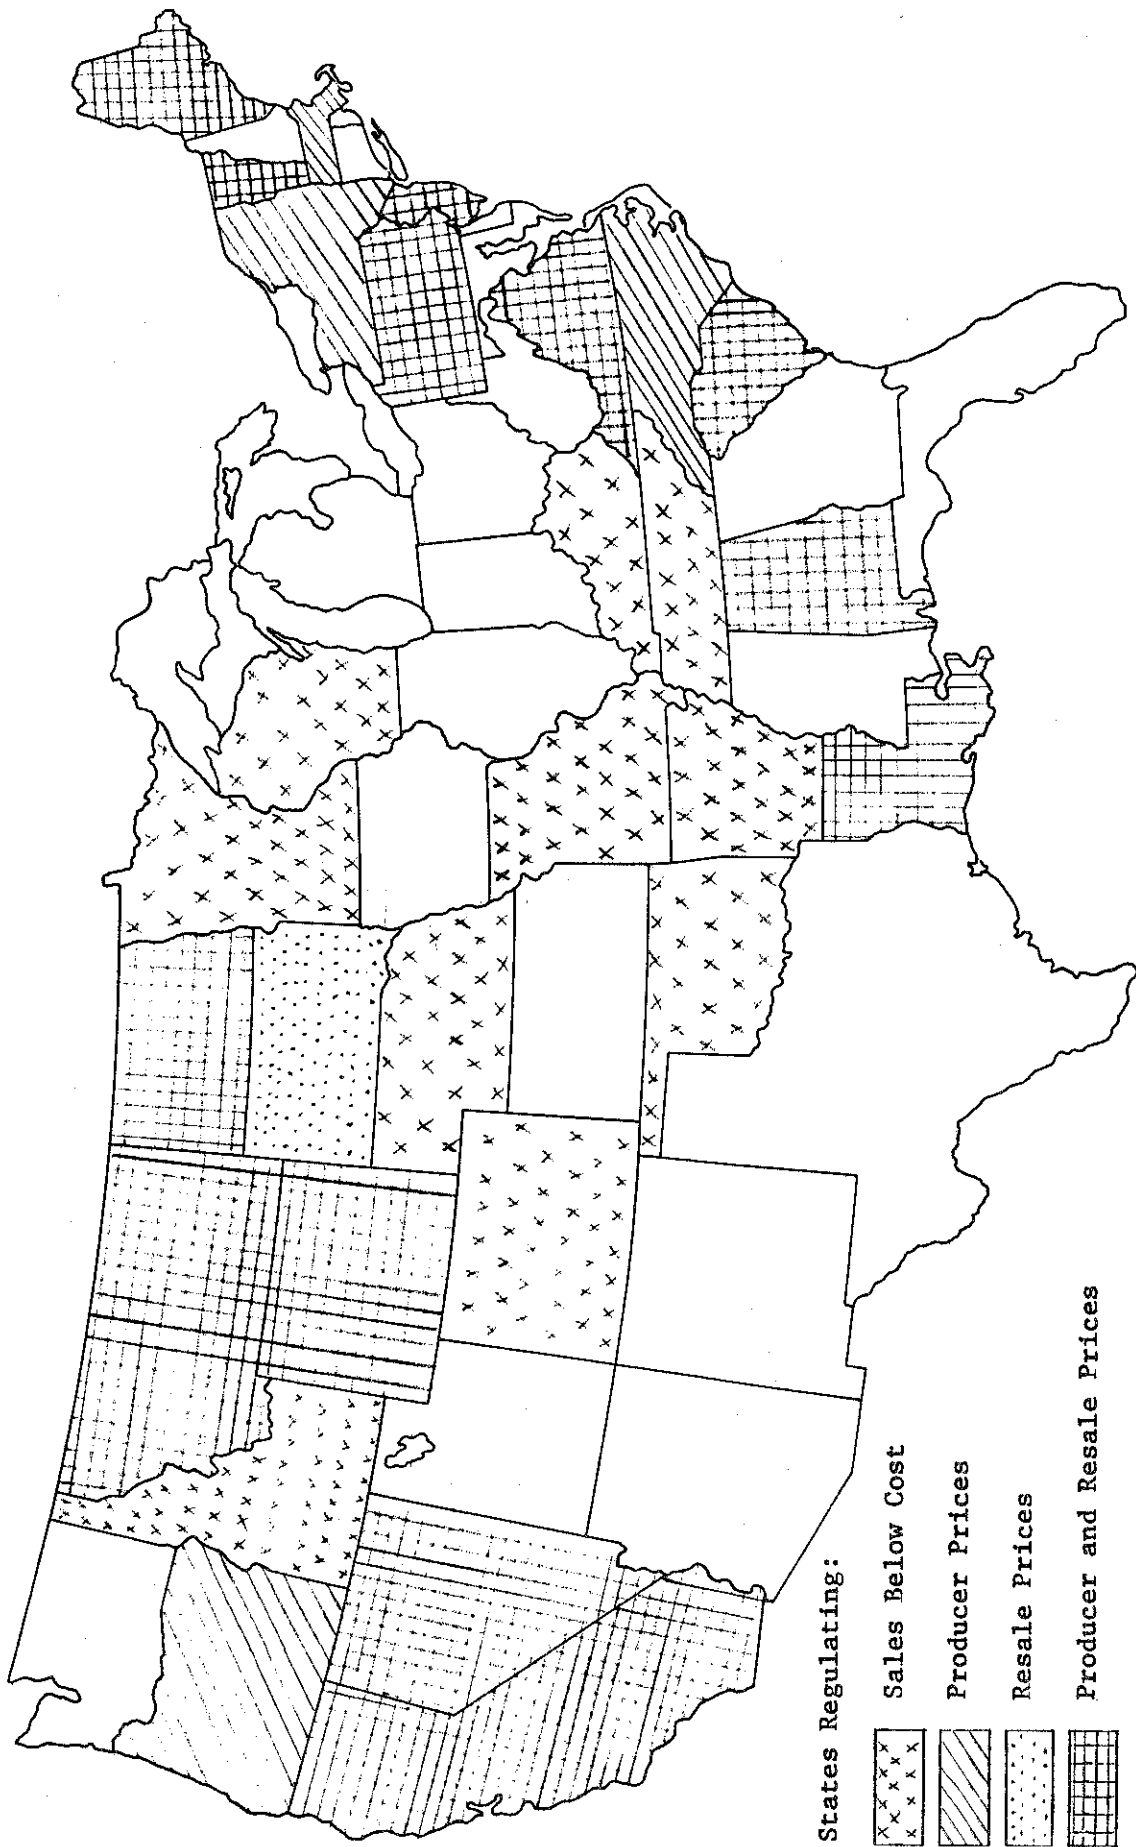 States Regulating:
Sales Below Cost
Producer Prices
Resale Prices
Producer and Resale Prices